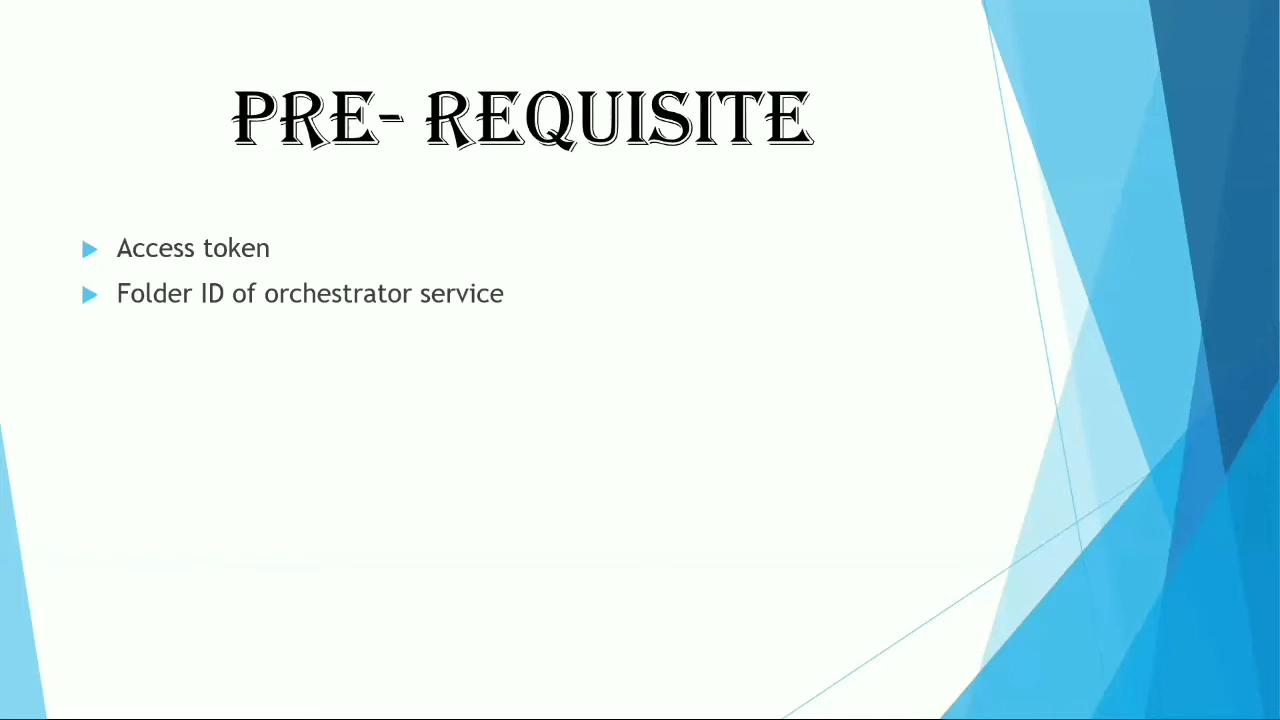 PRE- REQUISITE
Access token
Folder ID of orchestrator service